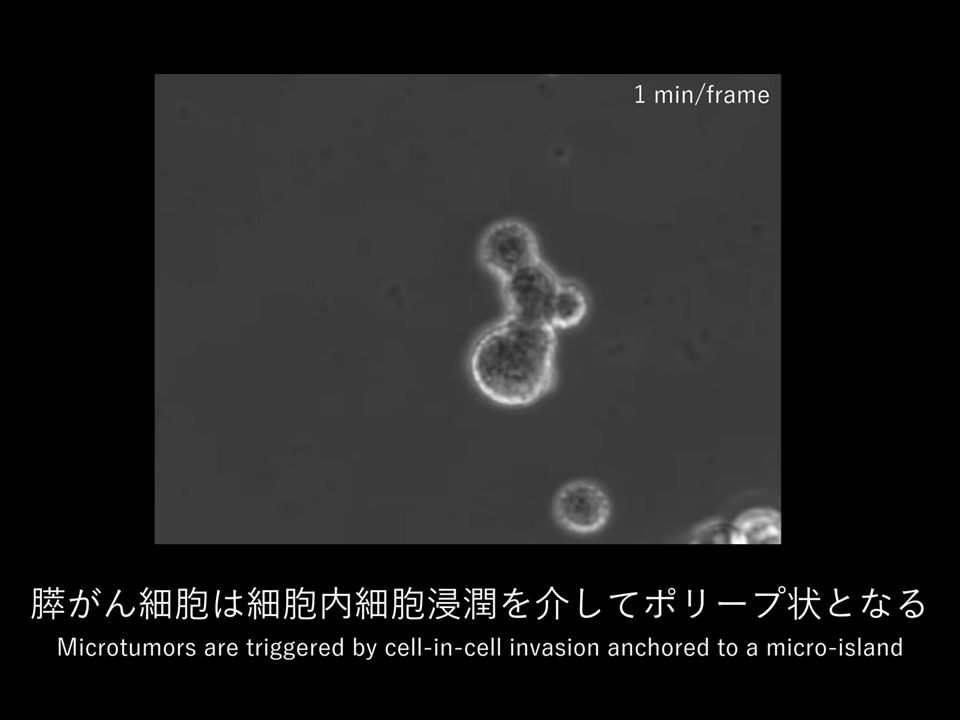 1 min/frame
膵がん細胞は細胞内細胞浸潤を介してポリープ状となる
Microtumors are triggered by cell-in-cell invasion anchored to a micro-island